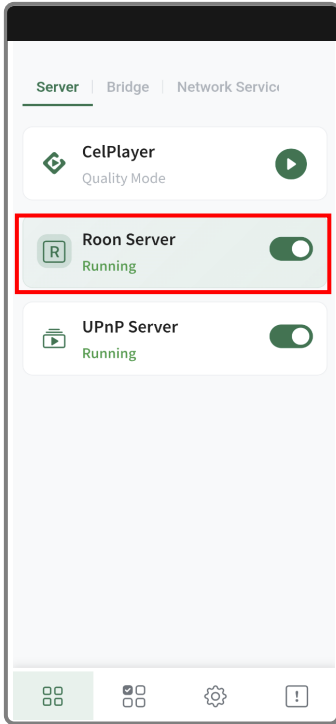 Server
Bridge
Network Servic
CelPlayer
Quality Mode
Roon Server
R
Running
UPnP Server
Running